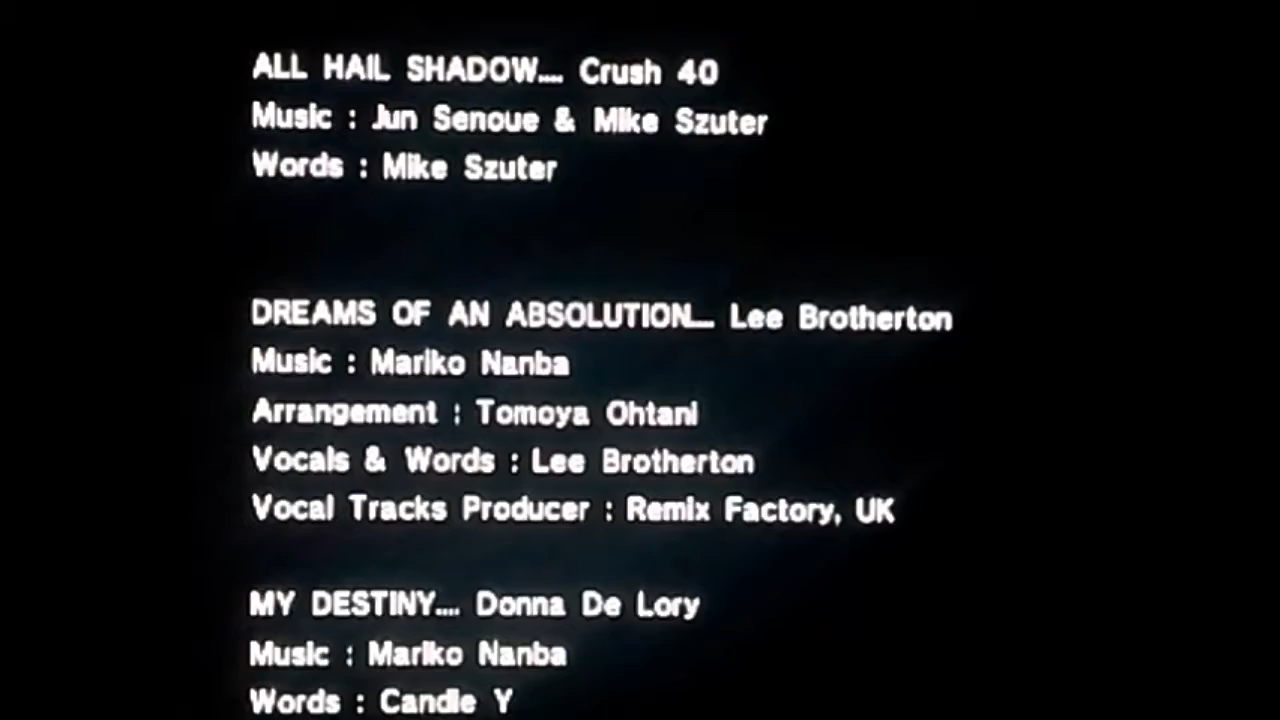 ALL HAIL SHADOW.... Crush 40
Music : Jun Senoue & Mike Szuter
Words : Mike Szuter
DREAMS OF AN ABSOLUTION.... Lee Brotherton
Music : Mariko Nanba
Arrangement : Tomoya Ohtani
Vocals & Words : Lee Brotherton
Vocal Tracks Producer : Remix Factory, UK
MY DESTINY.... Donna De Lory
Music : Mariko Nanba
Words : Candie Y